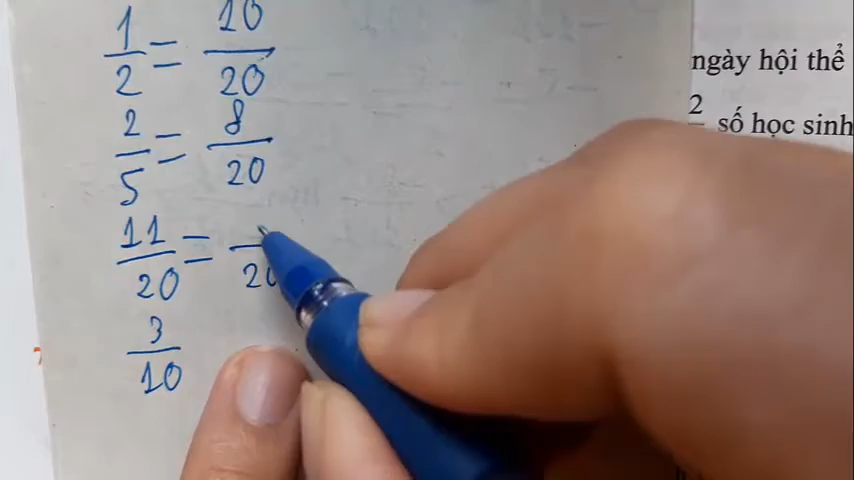 1/2 = 10/20
2/5 = 8/20
11/20 = /20
3/10
ngày hội thể
2
số học sinh